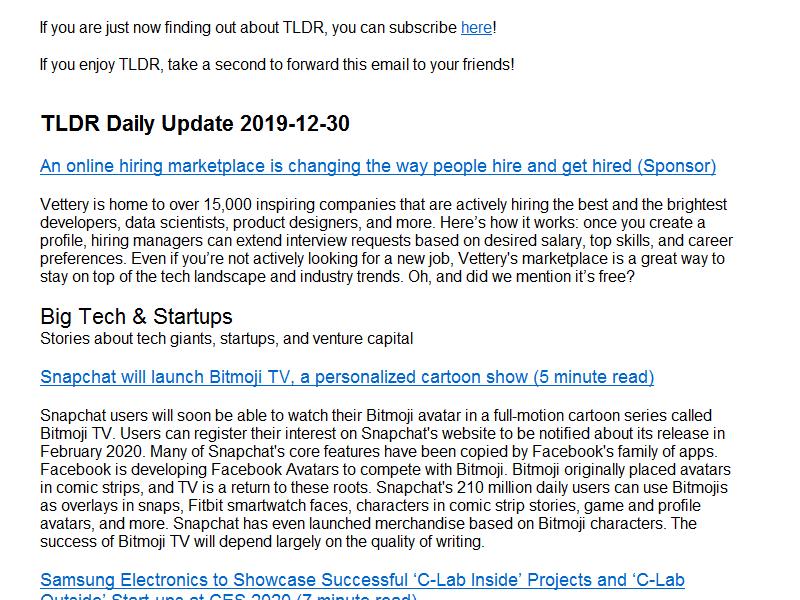 If you are just now finding out about TLDR, you can subscribe here!
If you enjoy TLDR, take a second to forward this email to your friends!
TLDR Daily Update 2019-12-30
An online hiring marketplace is changing the way people hire and get hired (Sponsor)
Vettery is home to over 15,000 inspiring companies that are actively hiring the best and the brightest
developers, data scientists, product designers, and more. Here’s how it works: once you create a
profile, hiring managers can extend interview requests based on desired salary, top skills, and career
preferences. Even if you’re not actively looking for a new job, Vettery's marketplace is a great way to
stay on top of the tech landscape and industry trends. Oh, and did we mention it’s free?
Big Tech & Startups
Stories about tech giants, startups, and venture capital
Snapchat will launch Bitmoji TV, a personalized cartoon show (5 minute read)
Snapchat users will soon be able to watch their Bitmoji avatar in a full-motion cartoon series called
Bitmoji TV. Users can register their interest on Snapchat's website to be notified about its release in
February 2020. Many of Snapchat's core features have been copied by Facebook's family of apps.
Facebook is developing Facebook Avatars to compete with Bitmoji. Bitmoji originally placed avatars
in comic strips, and TV is a return to these roots. Snapchat's 210 million daily users can use Bitmojis
as overlays in snaps, Fitbit smartwatch faces, characters in comic strip stories, game and profile
avatars, and more. Snapchat has even launched merchandise based on Bitmoji characters. The
success of Bitmoji TV will depend largely on the quality of writing.
Samsung Electronics to Showcase Successful ‘C-Lab Inside’ Projects and ‘C-Lab
Outside’ Start-ups at CES 2020 (7 minute read)